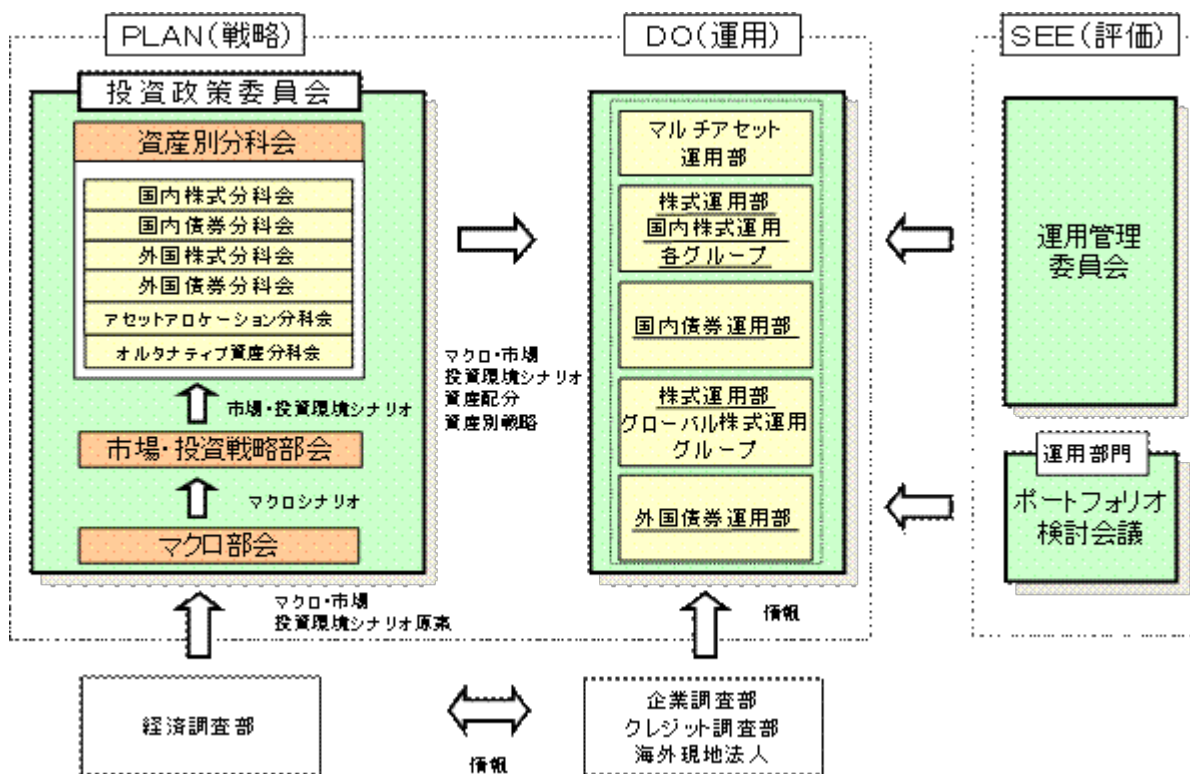 PLAN(戦略)
投資政策委員会
資産別分科会
国内株式分科会
国内債券分科会
外国株式分科会
外国債券分科会
アセットアロケーション分科会
オルタナティブ資産分科会
市場・投資環境シナリオ
市場・投資戦略部会
マクロシナリオ
マクロ部会
マクロ・市場
投資環境シナリオ原案
経済調査部
マクロ・市場
投資環境シナリオ
資産配分
資産別戦略
DO(運用)
マルチアセット
運用部
株式運用部
国内株式運用
各グループ
国内債券運用部
株式運用部
グローバル株式運用
グループ
外国債券運用部
情報
企業調査部
クレジット調査部
海外現地法人
情報
SEE(評価)
運用管理
委員会
運用部門
ポートフォリオ
検討会議